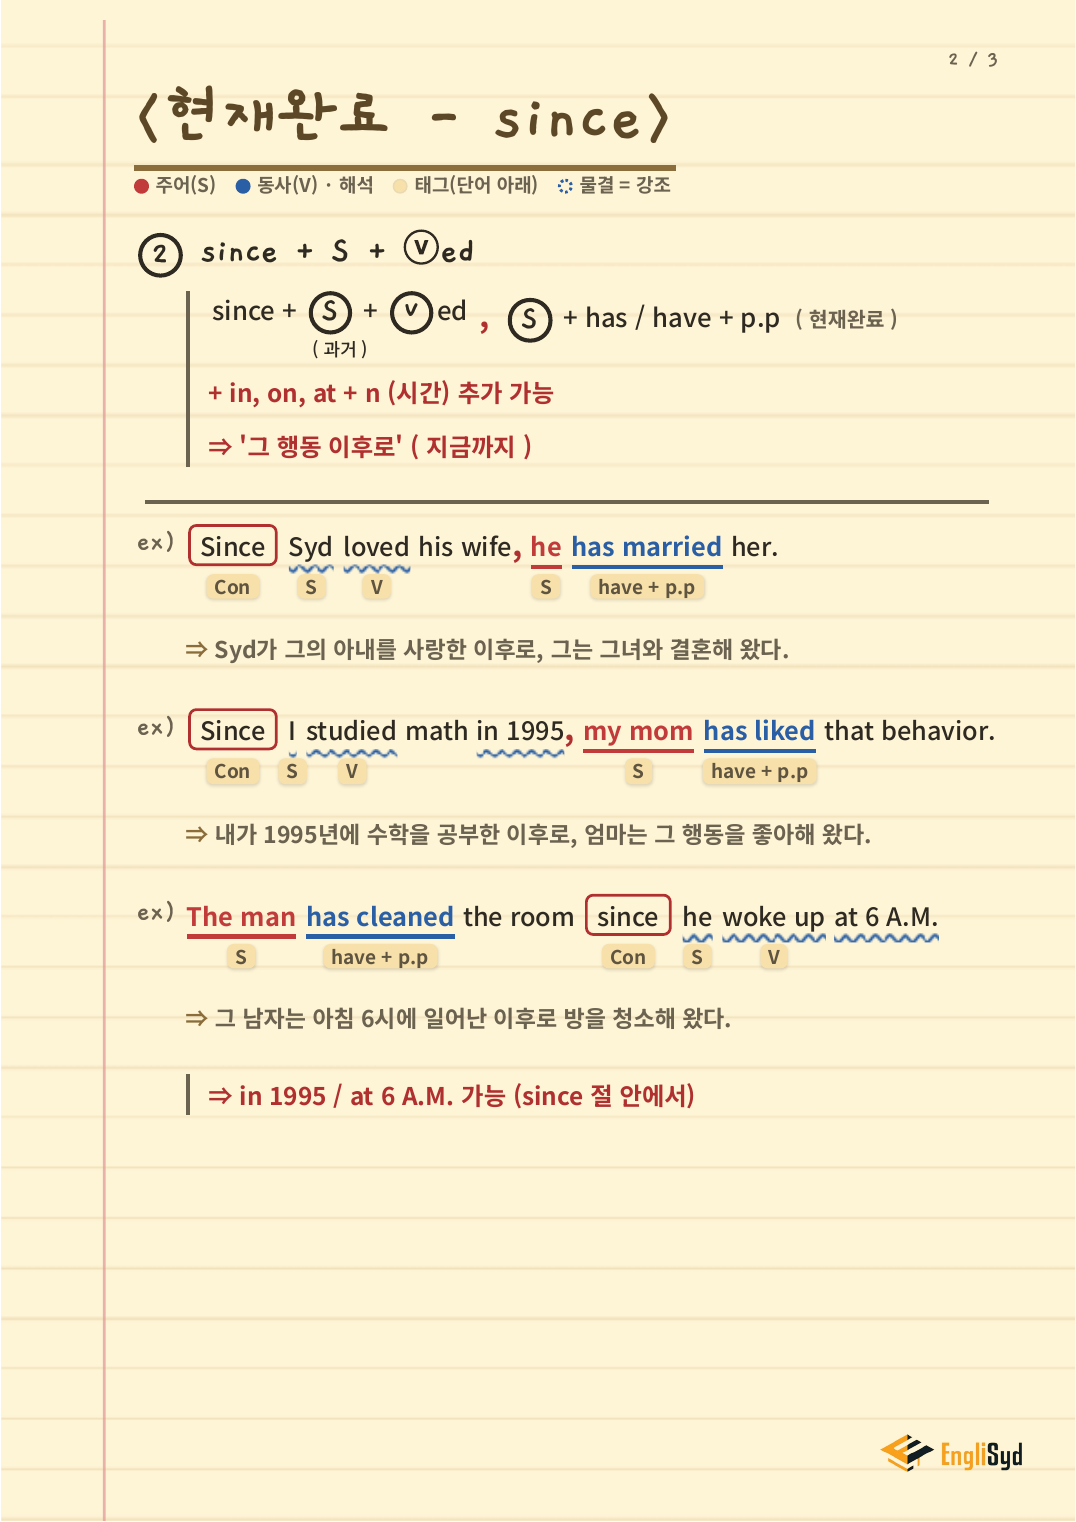 2 / 3
<현재완료 - since>
주어(S) 동사(V) · 해석 태그(단어 아래) 물결 = 강조
2 since + S + Ved
since + S + v ed , S + has / have + p.p ( 현재완료 )
( 과거 )
+ in, on, at + n (시간) 추가 가능
⇒ '그 행동 이후로' ( 지금까지 )
ex) Since Syd loved his wife, he has married her.
Con S V S have + p.p
⇒ Syd가 그의 아내를 사랑한 이후로, 그는 그녀와 결혼해 왔다.
ex) Since I studied math in 1995, my mom has liked that behavior.
Con S V S have + p.p
⇒ 내가 1995년에 수학을 공부한 이후로, 엄마는 그 행동을 좋아해 왔다.
ex) The man has cleaned the room since he woke up at 6 A.M.
S have + p.p Con S V
⇒ 그 남자는 아침 6시에 일어난 이후로 방을 청소해 왔다.
⇒ in 1995 / at 6 A.M. 가능 (since 절 안에서)
EngliSyd